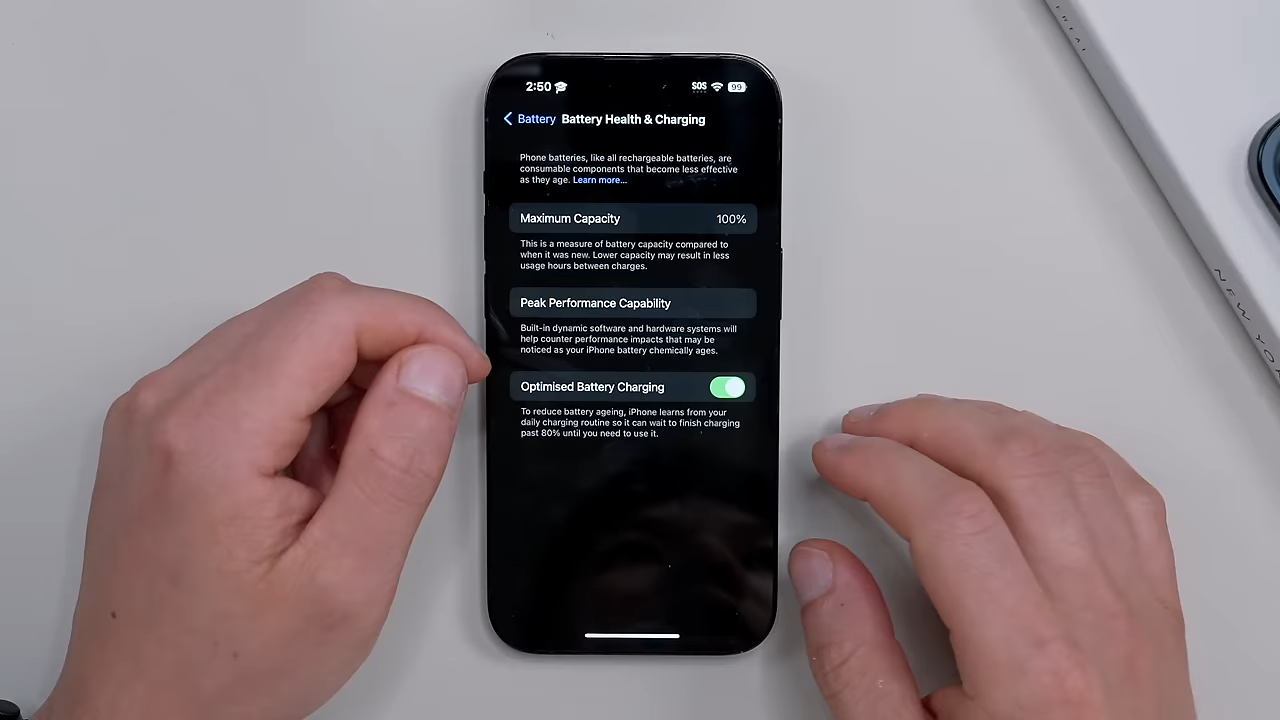 2:50 SOS 99
Battery Battery Health & Charging
Phone batteries, like all rechargeable batteries, are
consumable components that become less effective
as they age. Learn more...
Maximum Capacity 100%
This is a measure of battery capacity compared to
when it was new. Lower capacity may result in less
usage hours between charges.
Peak Performance Capability
Built-in dynamic software and hardware systems will
help counter performance impacts that may be
noticed as your iPhone battery chemically ages.
Optimised Battery Charging
To reduce battery ageing, iPhone learns from your
daily charging routine so it can wait to finish charging
past 80% until you need to use it.
NEW YO